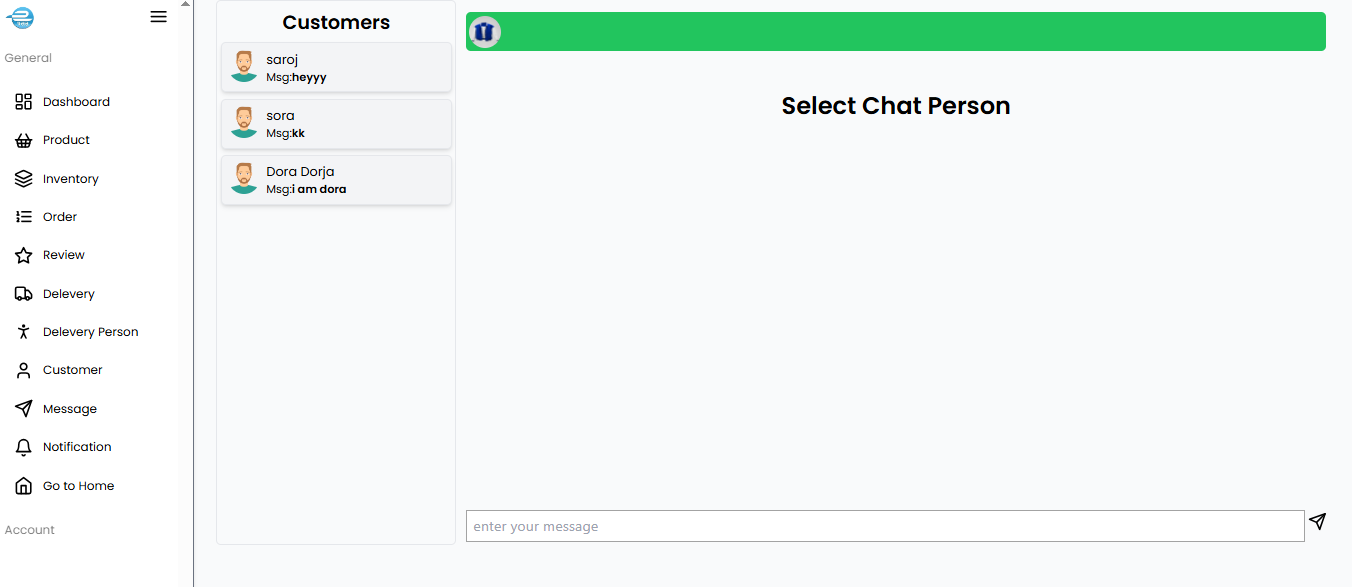 General
Dashboard
Product
Inventory
Order
Review
Delevery
Delevery Person
Customer
Message
Notification
Go to Home
Account
Customers
saroj
Msg:heyyy
sora
Msg:kk
Dora Dorja
Msg:i am dora
Select Chat Person
enter your message